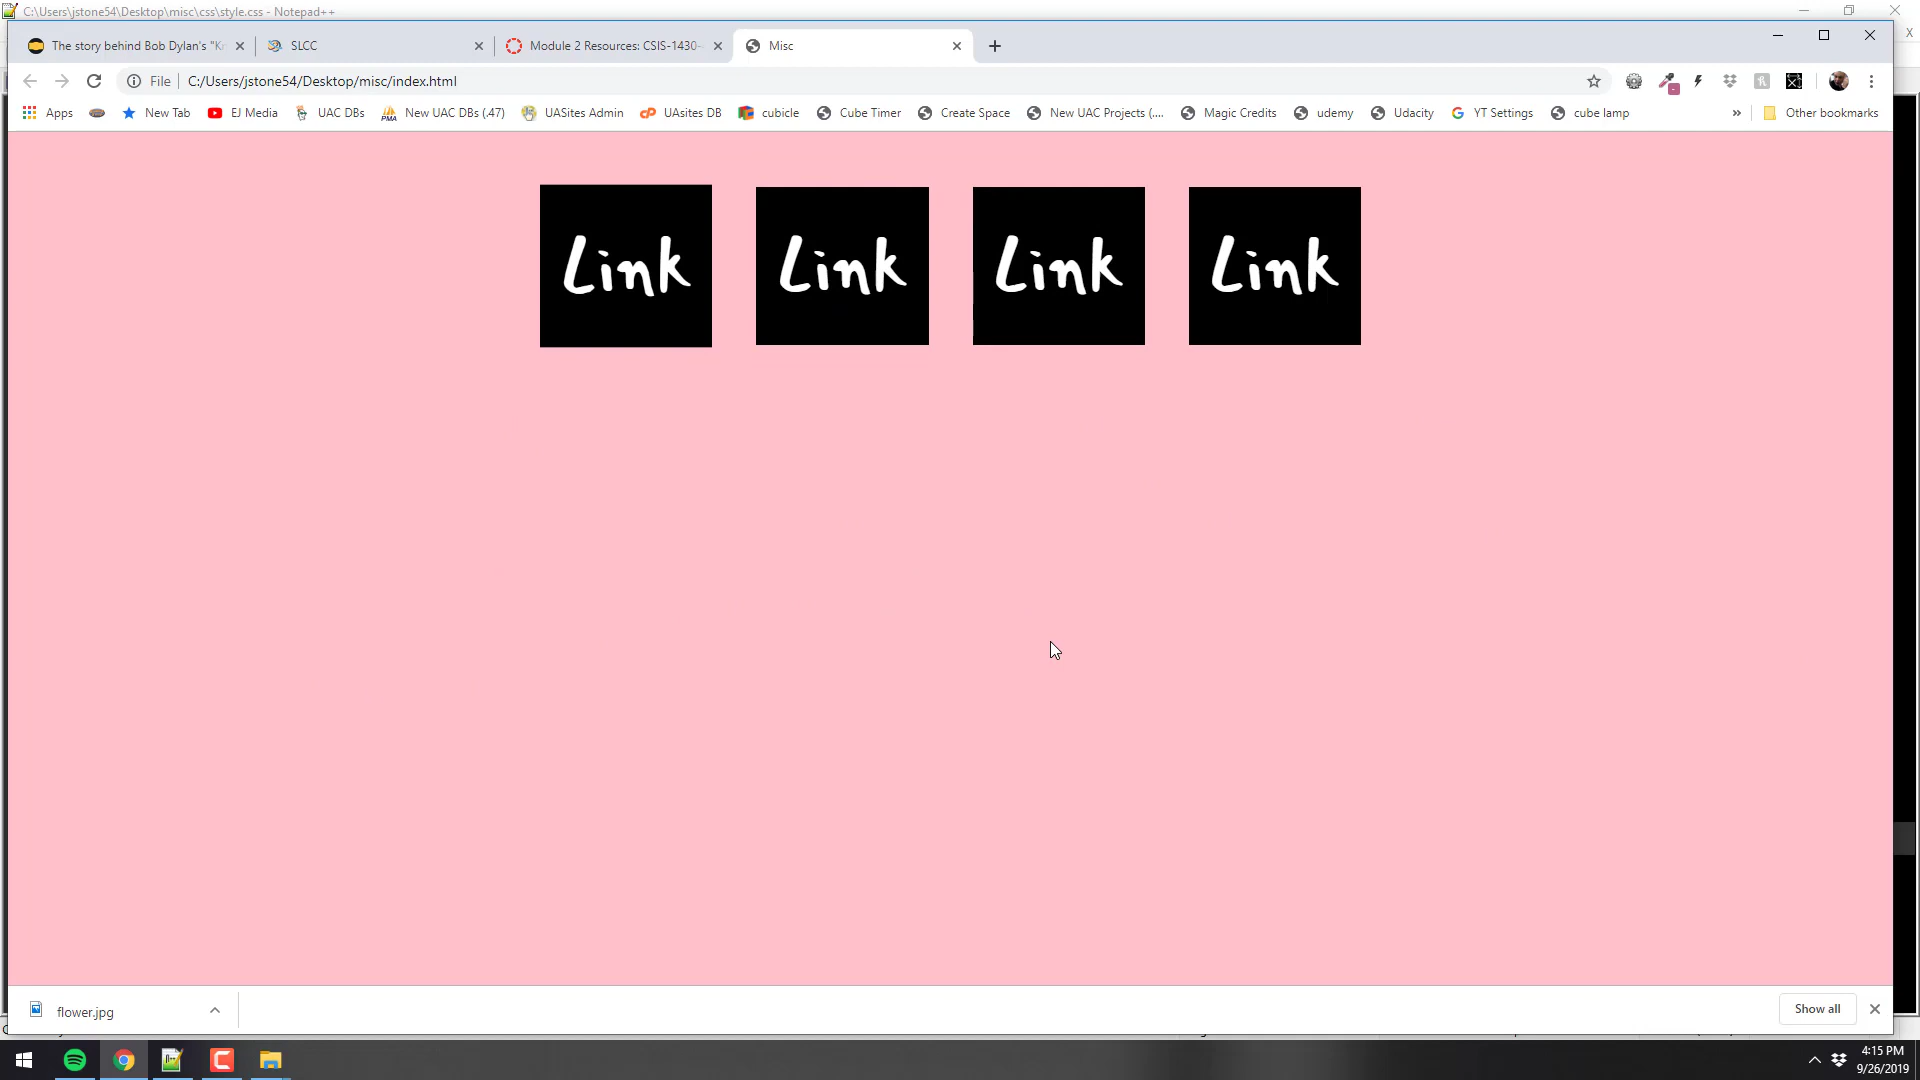 C:\Users\jstone54\Desktop\misc\css\style.css - Notepad++
The story behind Bob Dylan's "Kn
SLCC
Module 2 Resources: CSIS-1430-
Misc
File
C:/Users/jstone54/Desktop/misc/index.html
Apps
New Tab
EJ Media
UAC DBs
New UAC DBs (.47)
UASites Admin
UAsites DB
cubicle
Cube Timer
Create Space
New UAC Projects (....
Magic Credits
udemy
Udacity
YT Settings
cube lamp
»
Other bookmarks
Link Link Link Link
flower.jpg
Show all
4:15 PM
9/26/2019